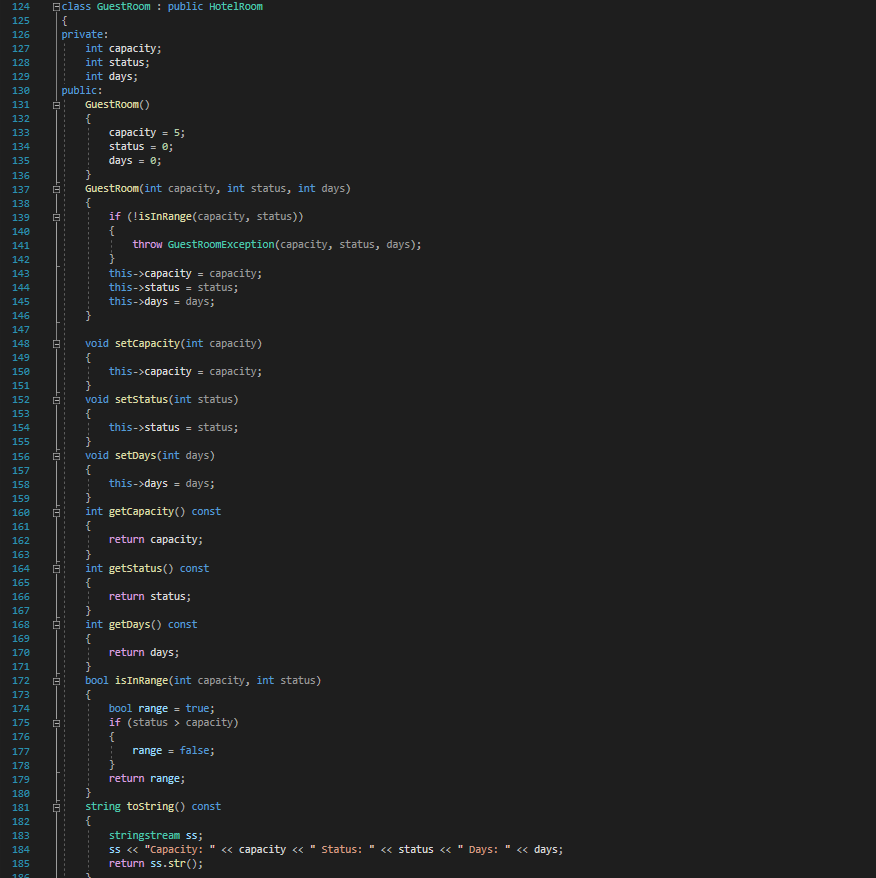 124 class GuestRoom : public HotelRoom
125 {
126 private:
127     int capacity;
128     int status;
129     int days;
130 public:
131     GuestRoom()
132     {
133         capacity = 5;
134         status = 0;
135         days = 0;
136     }
137     GuestRoom(int capacity, int status, int days)
138     {
139         if (!isInRange(capacity, status))
140         {
141             throw GuestRoomException(capacity, status, days);
142         }
143         this->capacity = capacity;
144         this->status = status;
145         this->days = days;
146     }
147
148     void setCapacity(int capacity)
149     {
150         this->capacity = capacity;
151     }
152     void setStatus(int status)
153     {
154         this->status = status;
155     }
156     void setDays(int days)
157     {
158         this->days = days;
159     }
160     int getCapacity() const
161     {
162         return capacity;
163     }
164     int getStatus() const
165     {
166         return status;
167     }
168     int getDays() const
169     {
170         return days;
171     }
172     bool isInRange(int capacity, int status)
173     {
174         bool range = true;
175         if (status > capacity)
176         {
177             range = false;
178         }
179         return range;
180     }
181     string toString() const
182     {
183         stringstream ss;
184         ss << "Capacity: " << capacity << " Status: " << status << " Days: " << days;
185         return ss.str();
186     }